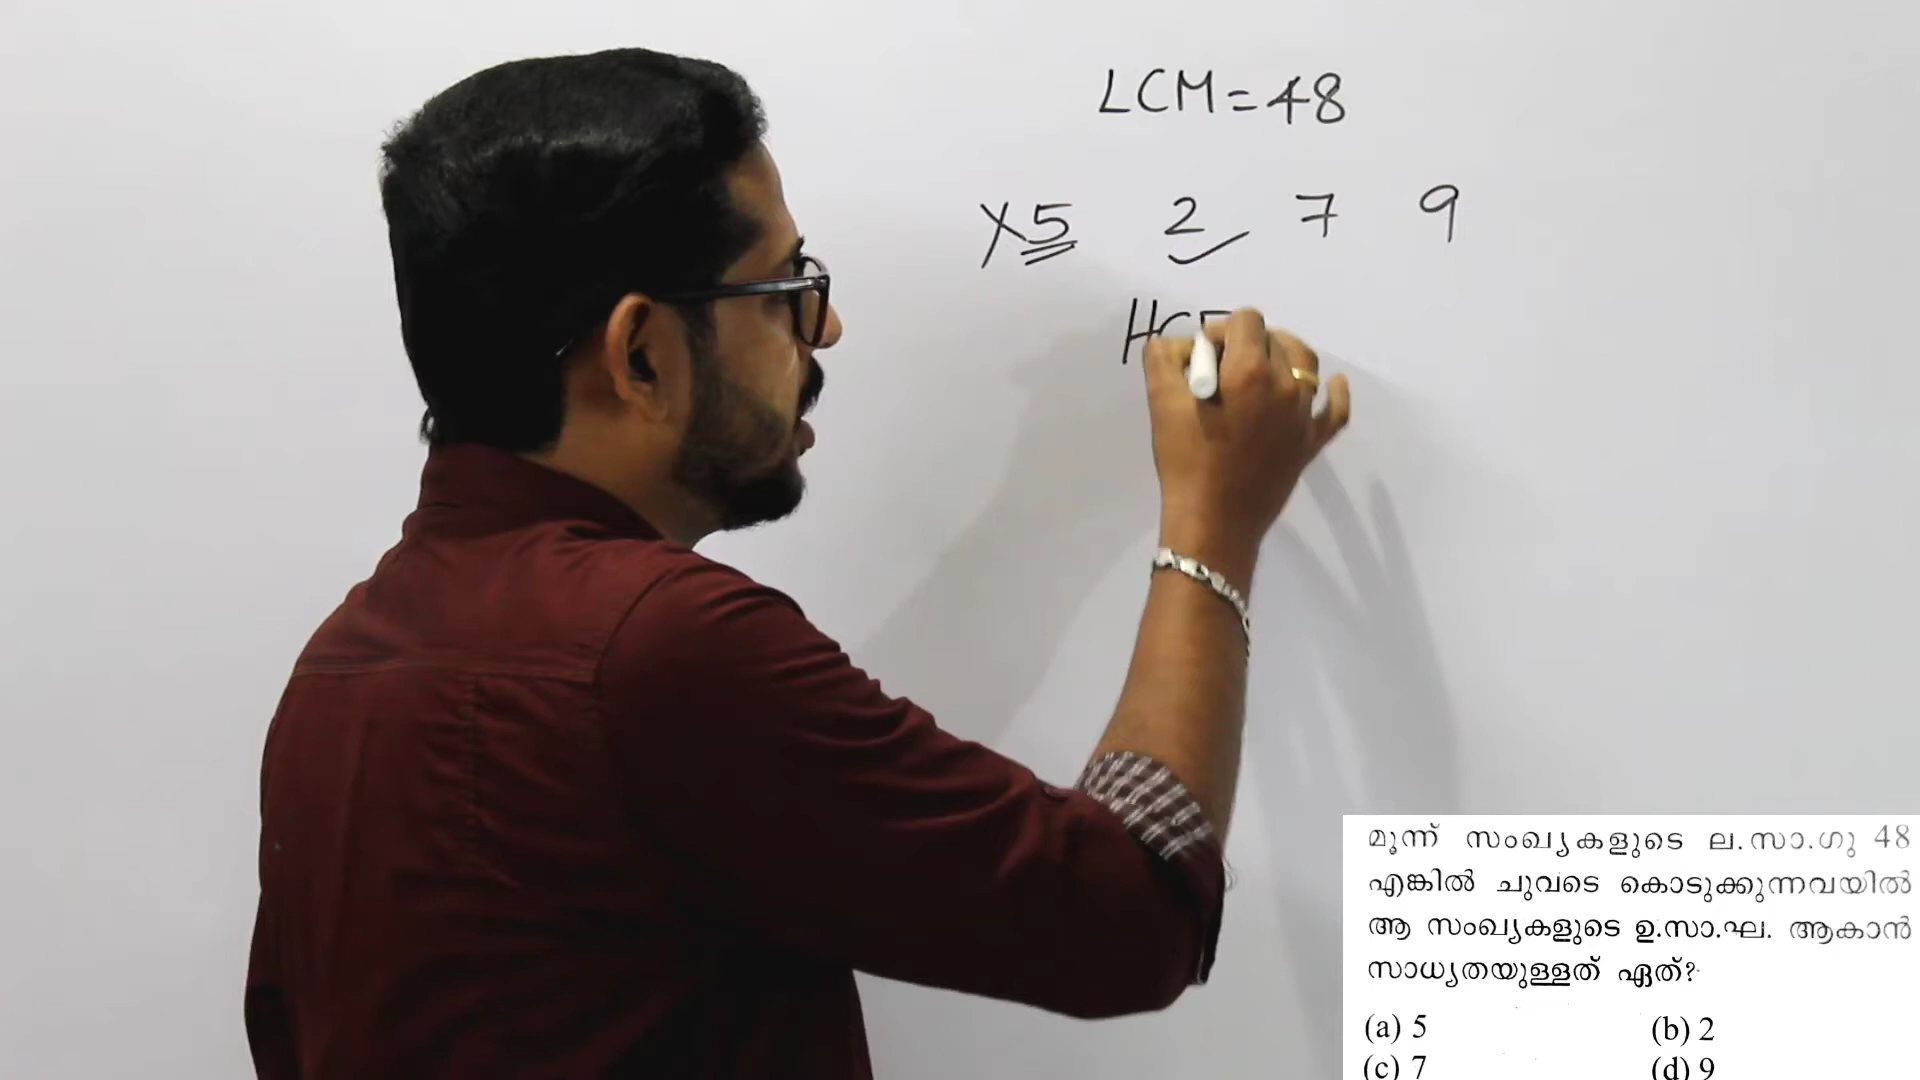 LCM = 48
X 5 2 7 9
HCF
മൂന്ന് സംഖ്യകളുടെ ല.സാ.ഗു 48
എങ്കിൽ ചുവടെ കൊടുക്കുന്നവയിൽ
ആ സംഖ്യകളുടെ ഉ.സാ.ഘ. ആകാൻ
സാധ്യതയുള്ളത് ഏത്?
(a) 5 (b) 2
(c) 7 (d) 9